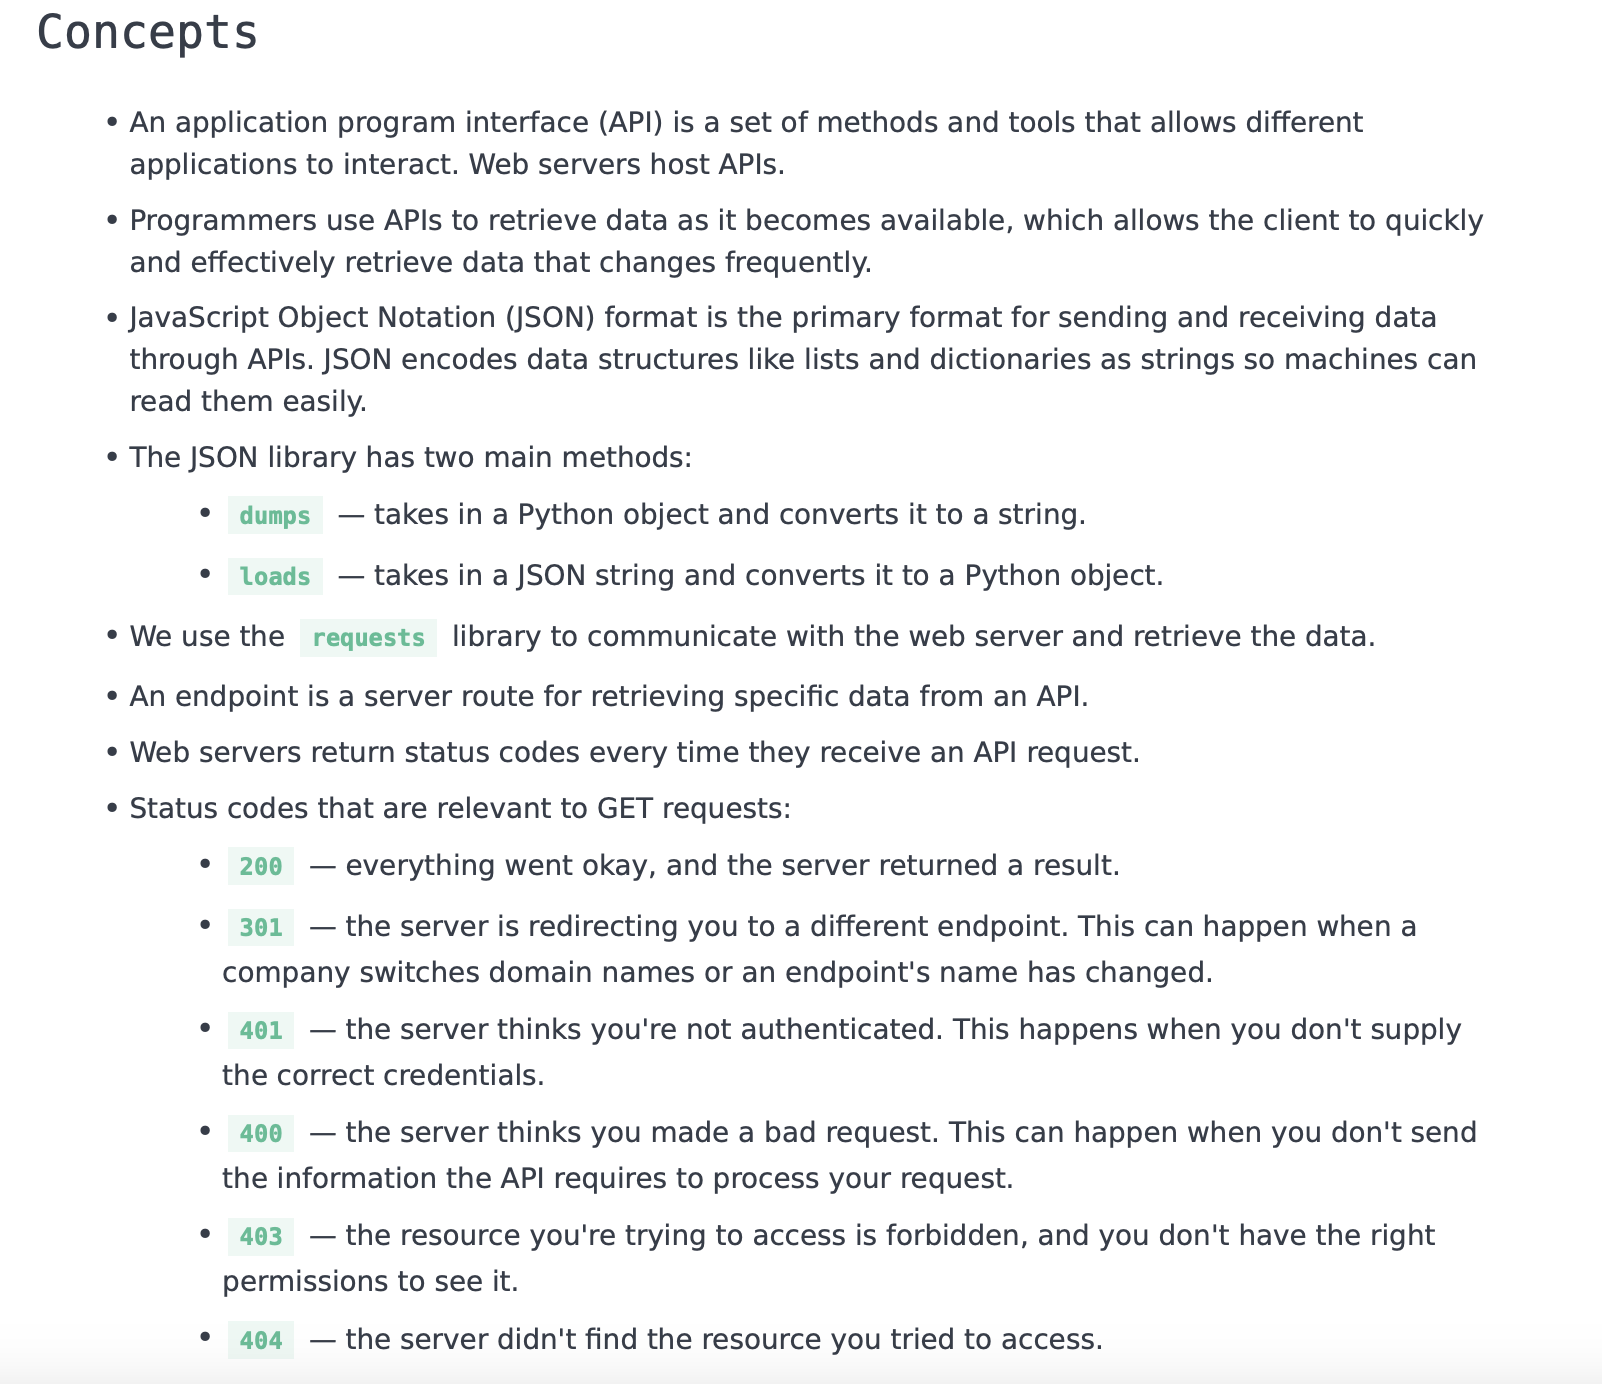 Concepts
• An application program interface (API) is a set of methods and tools that allows different
applications to interact. Web servers host APIs.
• Programmers use APIs to retrieve data as it becomes available, which allows the client to quickly
and effectively retrieve data that changes frequently.
• JavaScript Object Notation (JSON) format is the primary format for sending and receiving data
through APIs. JSON encodes data structures like lists and dictionaries as strings so machines can
read them easily.
• The JSON library has two main methods:
• dumps — takes in a Python object and converts it to a string.
• loads — takes in a JSON string and converts it to a Python object.
• We use the requests library to communicate with the web server and retrieve the data.
• An endpoint is a server route for retrieving specific data from an API.
• Web servers return status codes every time they receive an API request.
• Status codes that are relevant to GET requests:
• 200 — everything went okay, and the server returned a result.
• 301 — the server is redirecting you to a different endpoint. This can happen when a
company switches domain names or an endpoint's name has changed.
• 401 — the server thinks you're not authenticated. This happens when you don't supply
the correct credentials.
• 400 — the server thinks you made a bad request. This can happen when you don't send
the information the API requires to process your request.
• 403 — the resource you're trying to access is forbidden, and you don't have the right
permissions to see it.
• 404 — the server didn't find the resource you tried to access.